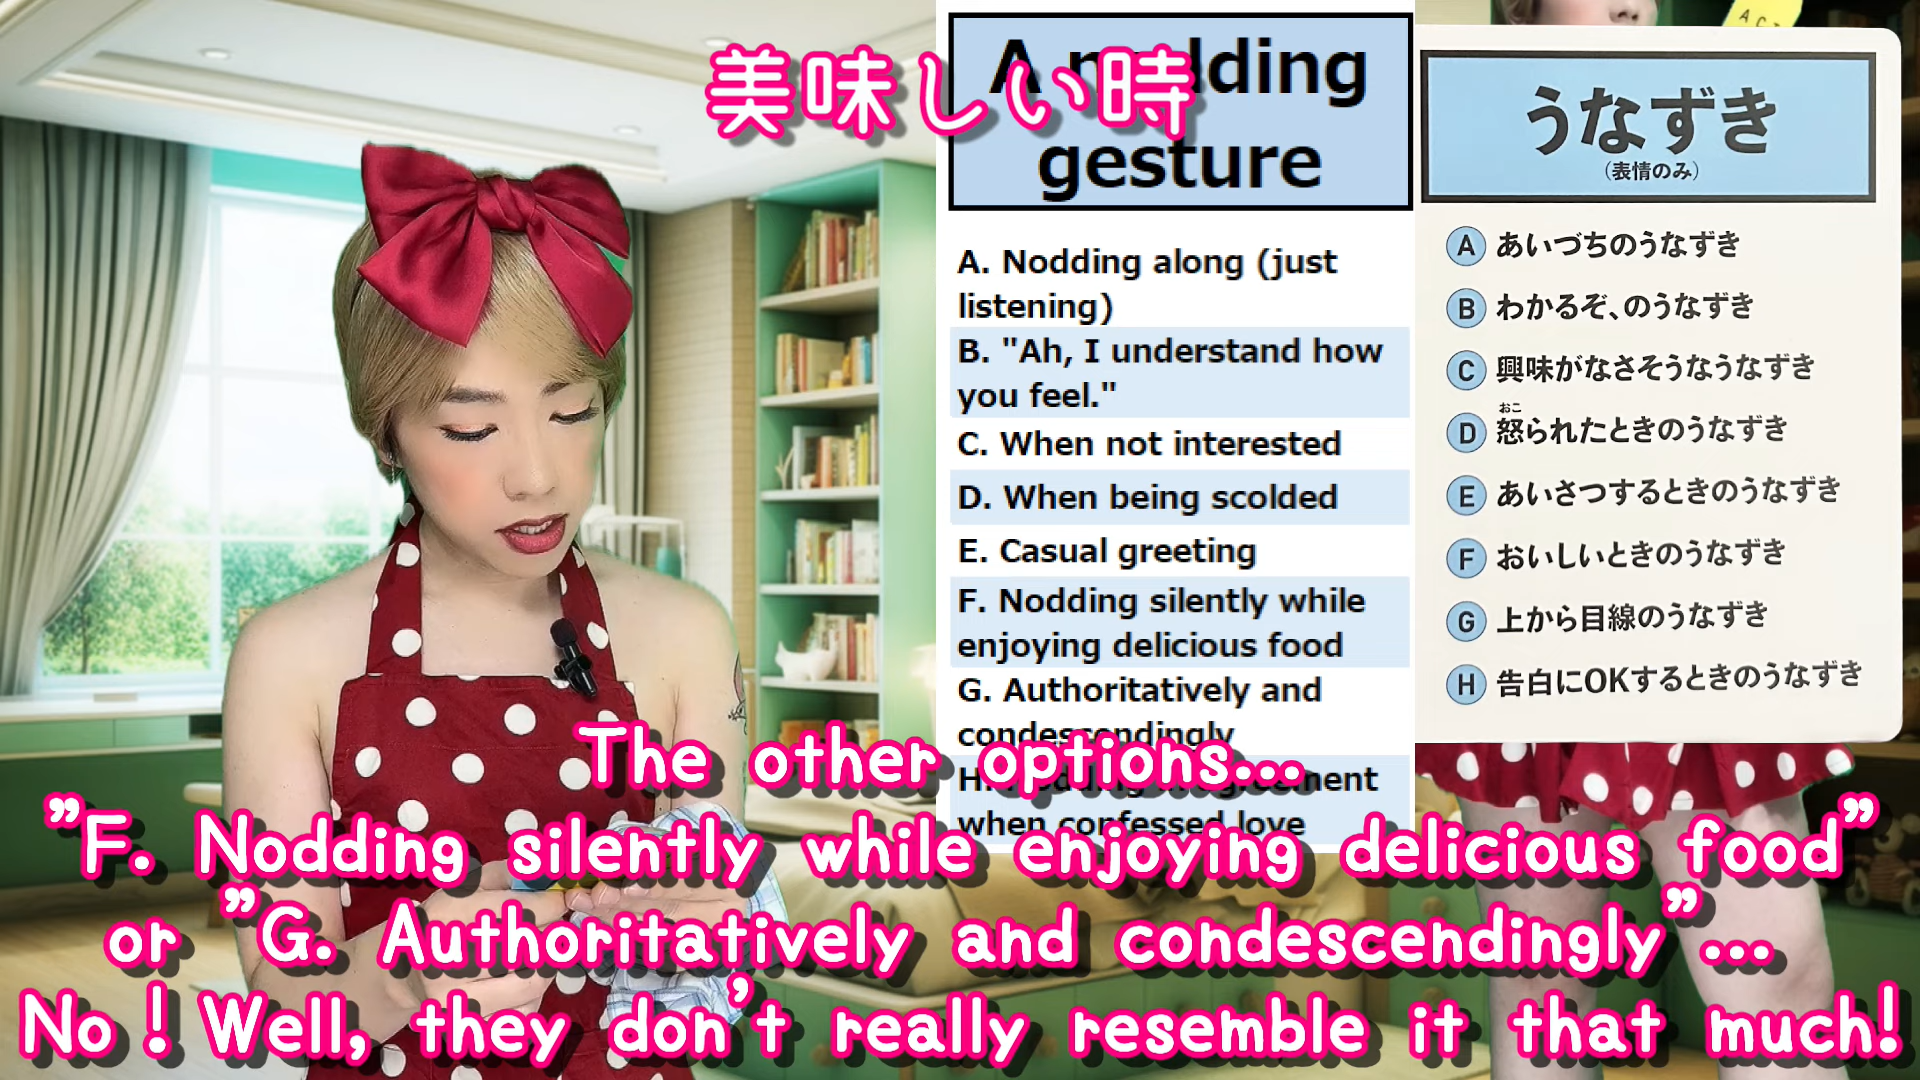 美味しい時
A nodding
gesture
A. Nodding along (just
listening)
B. "Ah, I understand how
you feel."
C. When not interested
D. When being scolded
E. Casual greeting
F. Nodding silently while
enjoying delicious food
G. Authoritatively and
condescendingly
H. Nodding in agreement
when confessed love
ACT
うなずき
(表情のみ)
A あいづちのうなずき
B わかるぞ、のうなずき
C 興味がなさそうなうなずき
おこ
D 怒られたときのうなずき
E あいさつするときのうなずき
F おいしいときのうなずき
G 上から目線のうなずき
H 告白にOKするときのうなずき
The other options...
"F. Nodding silently while enjoying delicious food"
or "G. Authoritatively and condescendingly"...
No! Well, they don't really resemble it that much!